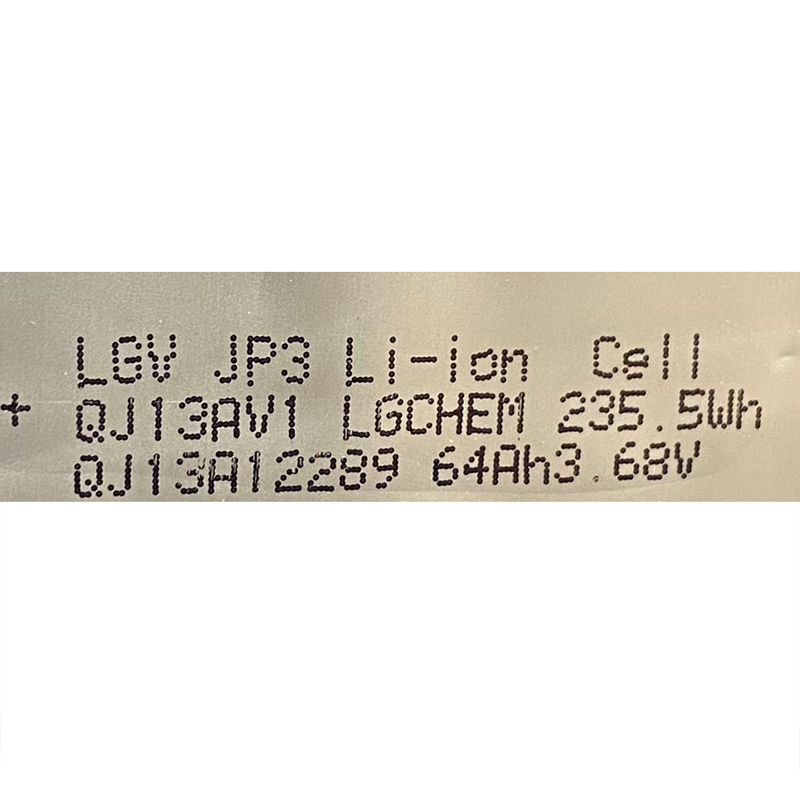 LGV JP3 Li-ion Cell
+ QJ13AV1 LGCHEM 235.5Wh
QJ13A12289 64Ah3.68V